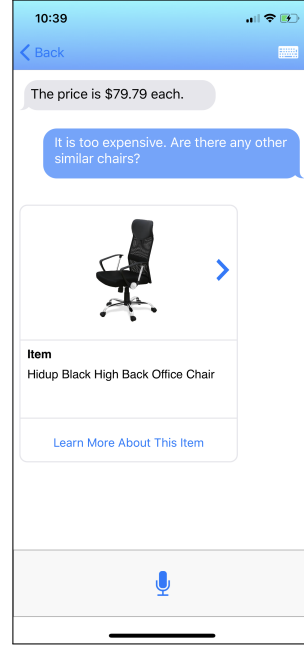 10:39
Back
The price is $79.79 each.
It is too expensive. Are there any other
similar chairs?
Item
Hidup Black High Back Office Chair
Learn More About This Item